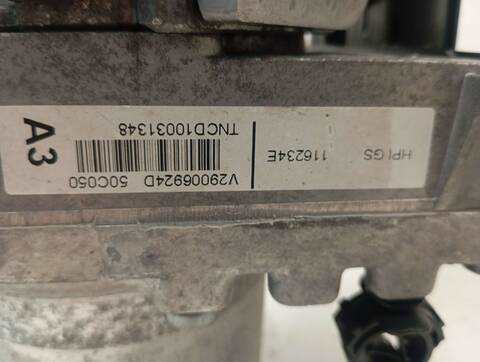 HPI GS
116234E
V29006924D 50C050
TNCD10031348
A3